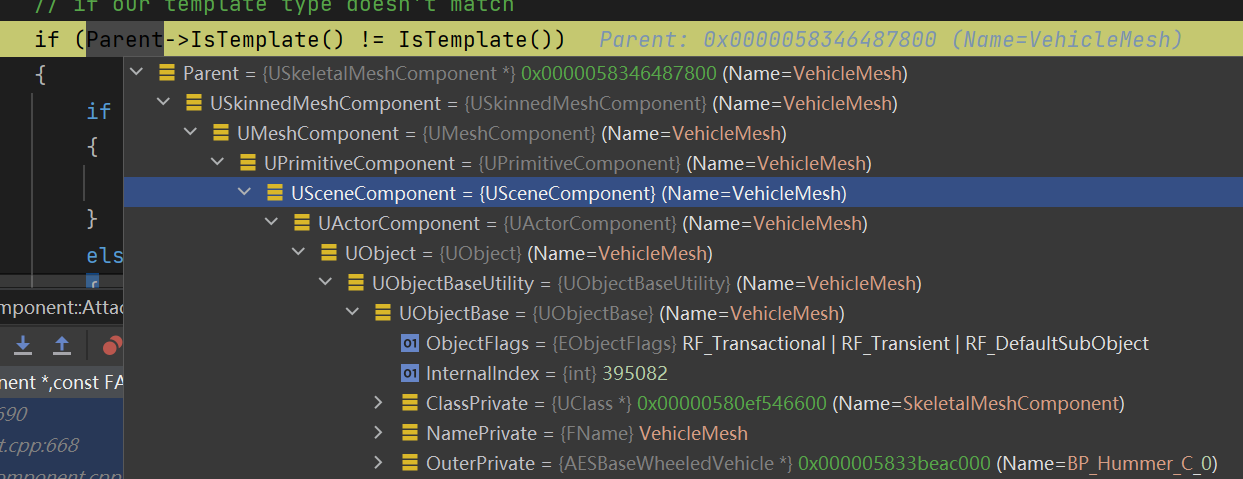 // if our template type doesn't match
if (Parent->IsTemplate() != IsTemplate()) Parent: 0x0000058346487800 (Name=VehicleMesh)
{
Parent = {USkeletalMeshComponent *} 0x0000058346487800 (Name=VehicleMesh)
USkinnedMeshComponent = {USkinnedMeshComponent} (Name=VehicleMesh)
if
{
UMeshComponent = {UMeshComponent} (Name=VehicleMesh)
UPrimitiveComponent = {UPrimitiveComponent} (Name=VehicleMesh)
USceneComponent = {USceneComponent} (Name=VehicleMesh)
}
UActorComponent = {UActorComponent} (Name=VehicleMesh)
els
UObject = {UObject} (Name=VehicleMesh)
{
UObjectBaseUtility = {UObjectBaseUtility} (Name=VehicleMesh)
mponent::Attac
UObjectBase = {UObjectBase} (Name=VehicleMesh)
01 ObjectFlags = {EObjectFlags} RF_Transactional | RF_Transient | RF_DefaultSubObject
01 InternalIndex = {int} 395082
nent *,const FA
ClassPrivate = {UClass *} 0x00000580ef546600 (Name=SkeletalMeshComponent)
690
NamePrivate = {FName} VehicleMesh
t.cpp:668
OuterPrivate = {AESBaseWheeledVehicle *} 0x000005833beac000 (Name=BP_Hummer_C_0)
omponent.cpp